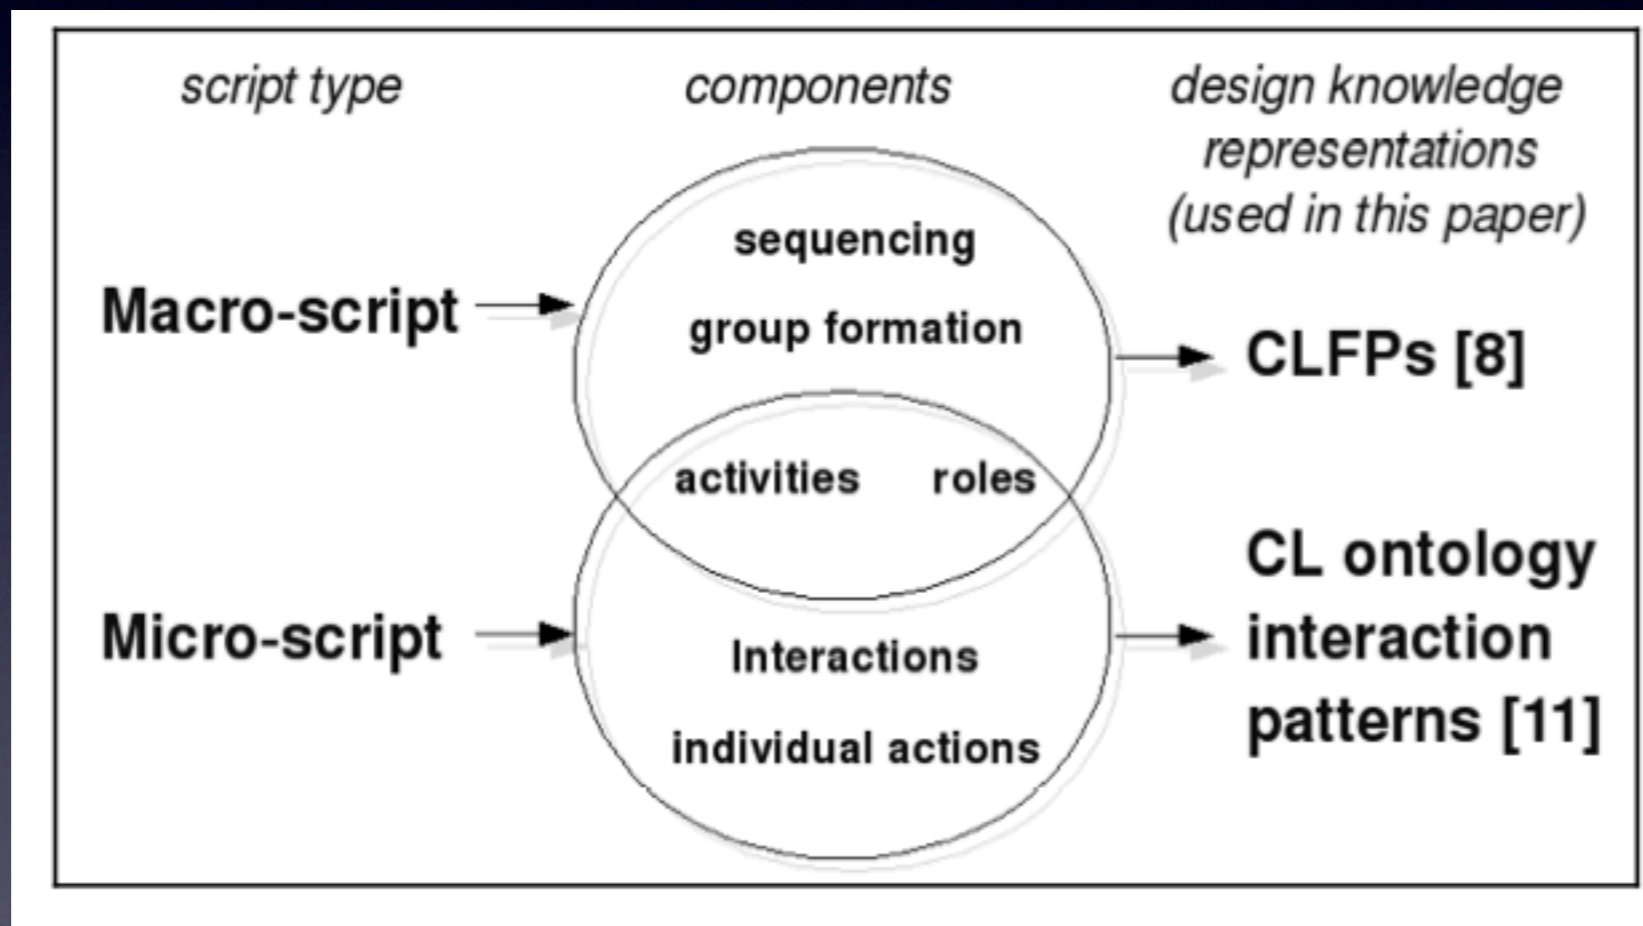 script type
components
design knowledge
representations
(used in this paper)
sequencing
Macro-script
group formation
CLFPs [8]
activities roles
CL ontology
Micro-script
interaction
Interactions
patterns [11]
individual actions